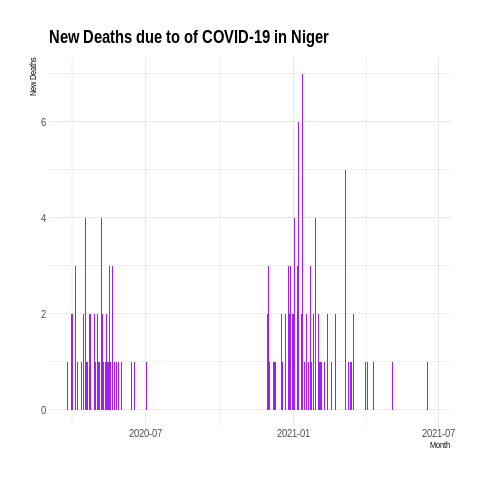 New Deaths due to of COVID-19 in Niger
New Deaths
6
4
2
0
2020-07
2021-01
2021-07
Month